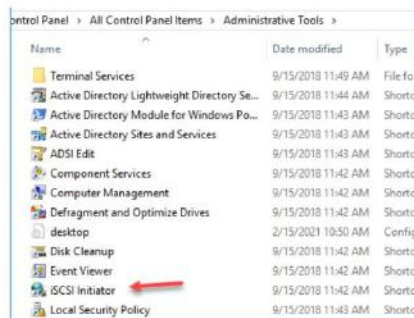 ontrol Panel > All Control Panel Items > Administrative Tools >
Name Date modified Type
Terminal Services 9/15/2018 11:49 AM File fo
Active Directory Lightweight Directory Se... 9/15/2018 11:44 AM Shortc
Active Directory Module for Windows Po... 9/15/2018 11:43 AM Shortc
Active Directory Sites and Services 9/15/2018 11:43 AM Shortc
ADSI Edit 9/15/2018 11:43 AM Shortc
Component Services 9/15/2018 11:42 AM Shortc
Computer Management 9/15/2018 11:42 AM Shortc
Defragment and Optimize Drives 9/15/2018 11:42 AM Shortc
desktop 2/15/2021 10:50 AM Config
Disk Cleanup 9/15/2018 11:42 AM Shortc
Event Viewer 9/15/2018 11:42 AM Shortc
iSCSI Initiator 9/15/2018 11:42 AM Shortc
Local Security Policy 9/15/2018 11:43 AM Shortc